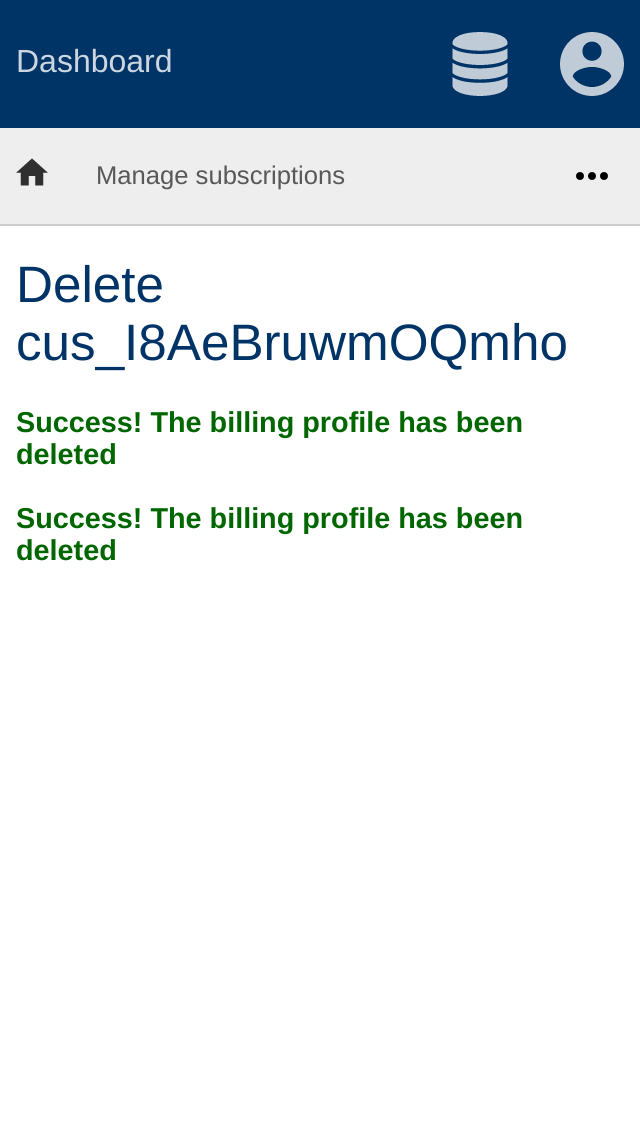 Dashboard
Manage subscriptions
Delete
cus_I8AeBruwmOQmho
Success! The billing profile has been
deleted
Success! The billing profile has been
deleted